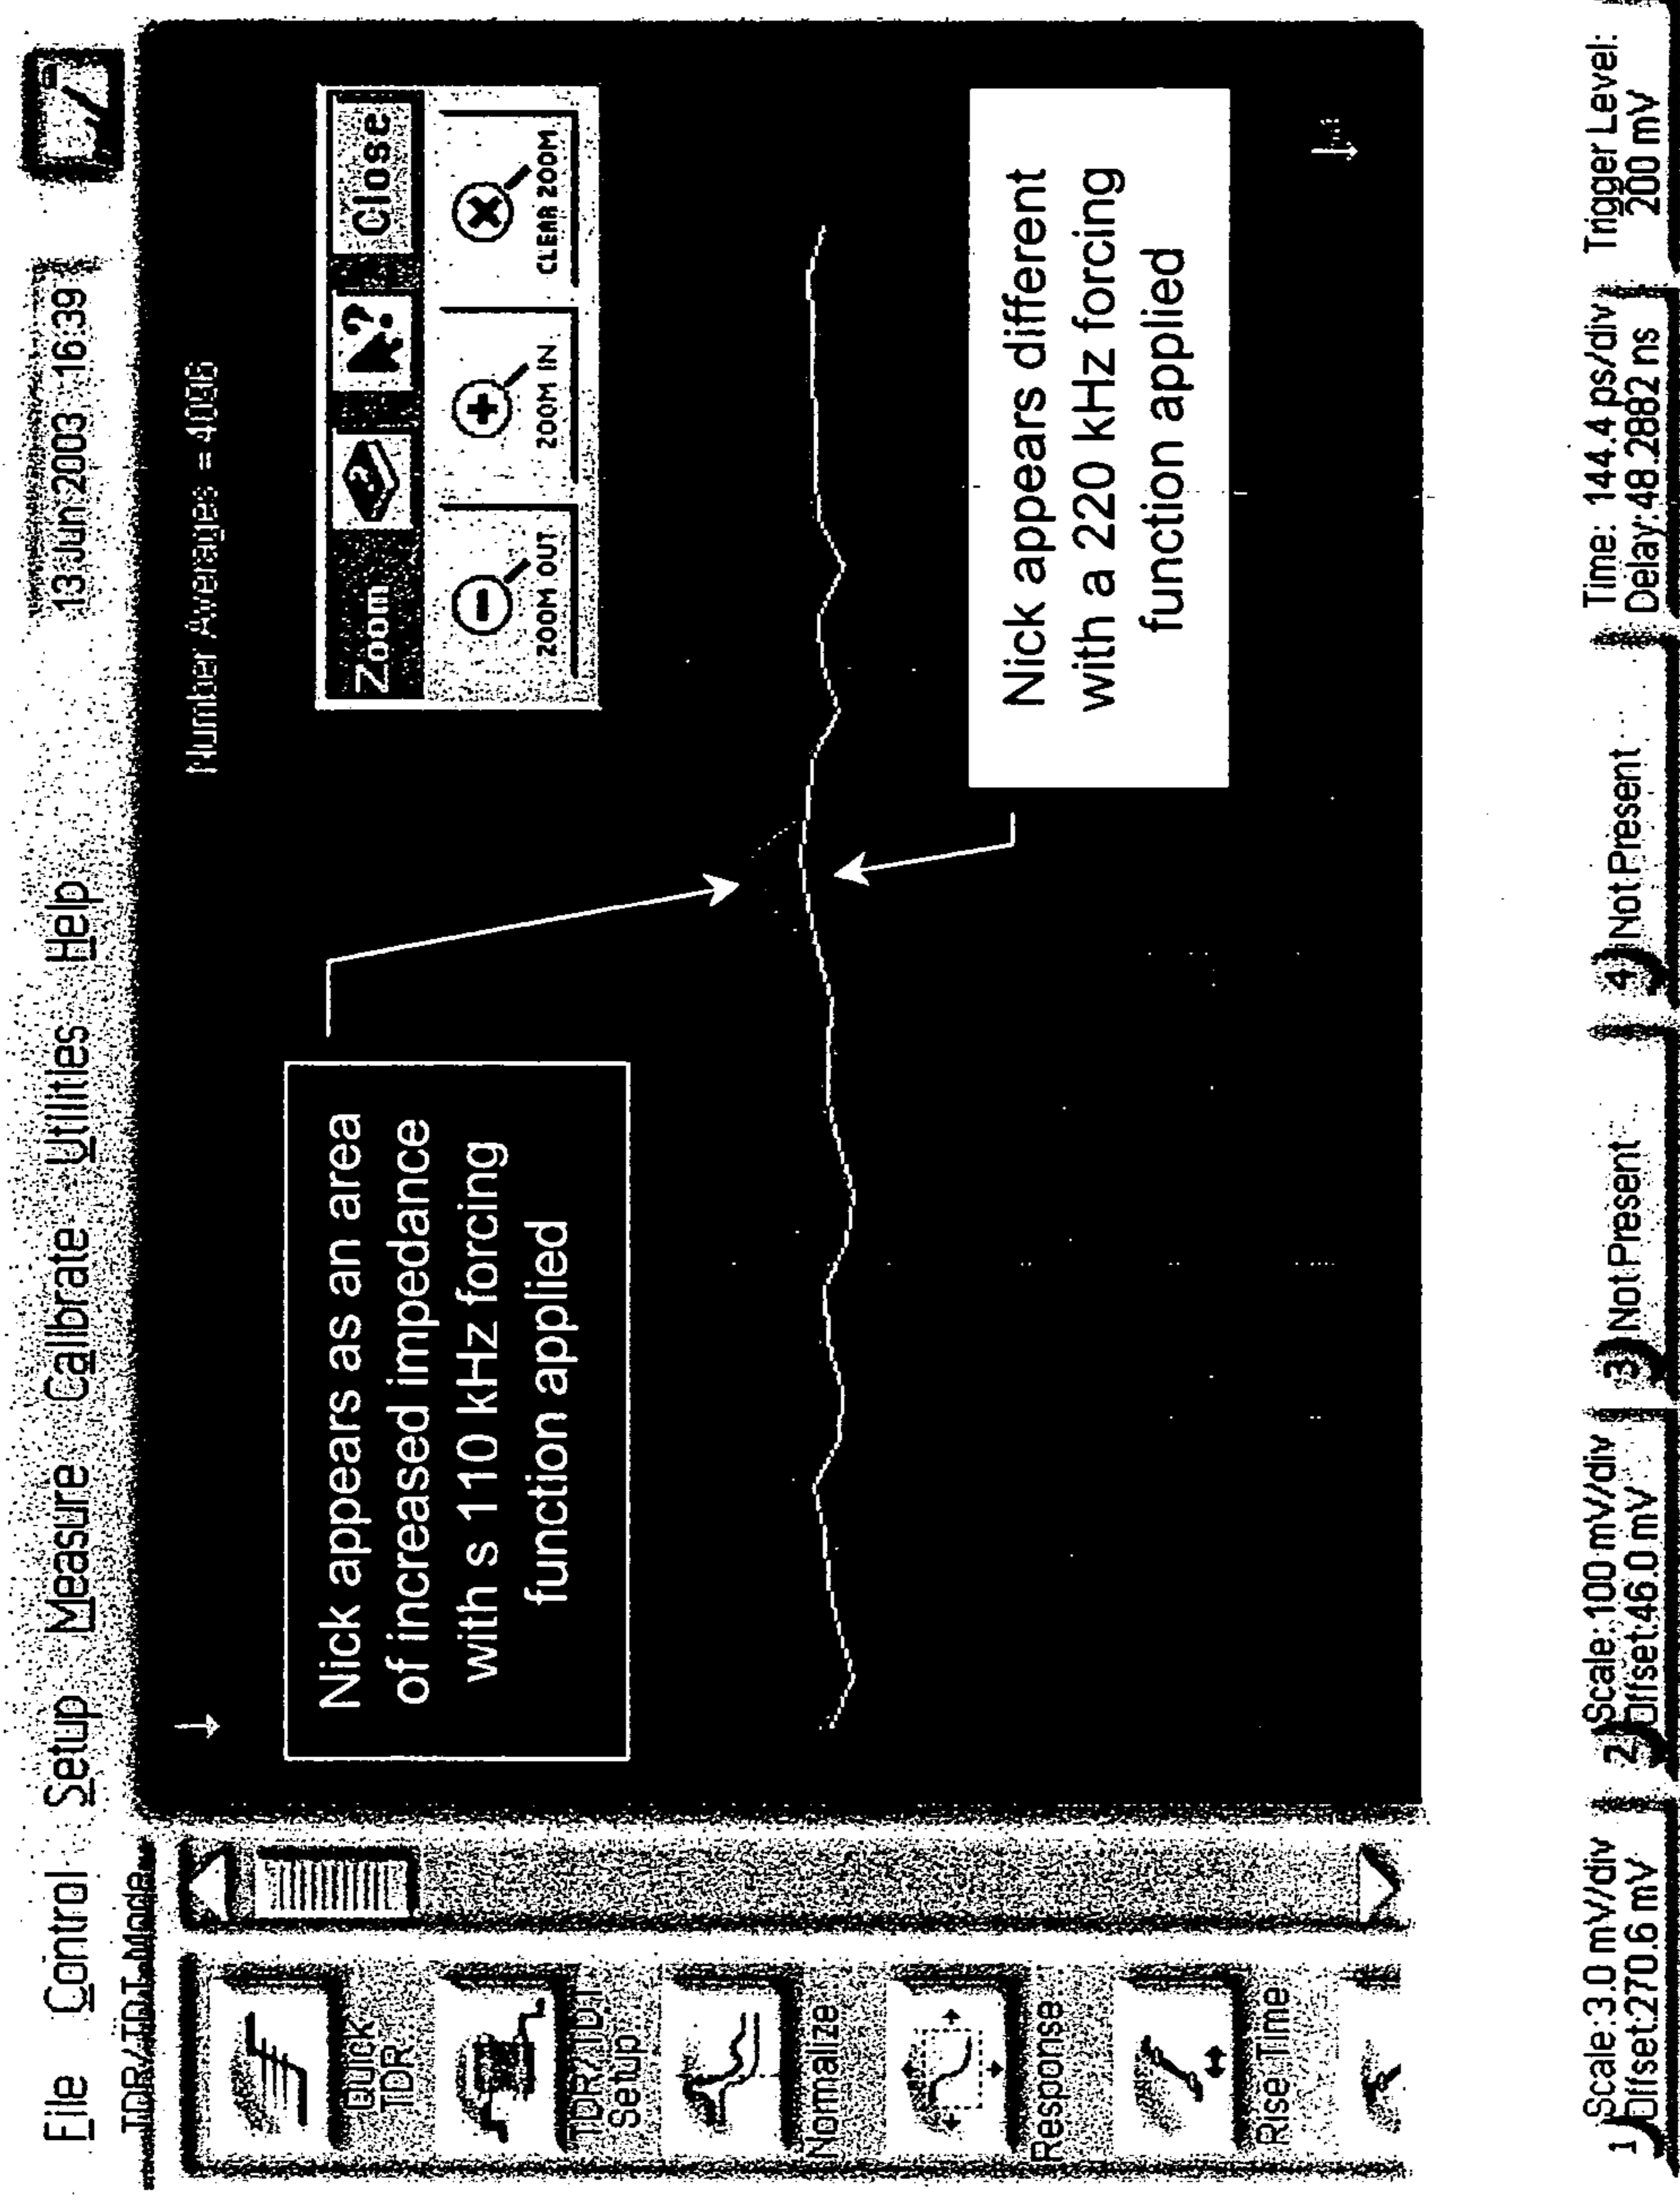 File Control Setup Measure Calibrate Utilities Help 13 Jun 2003 16:39
TDR/TDT Mode
Number Averages = 4096
Quick
TDR...
TDR/TDT
Setup...
Normalize
Response
Rise Time
Zoom ? ? Close
ZOOM OUT ZOOM IN CLEAR ZOOM
Nick appears as an area
of increased impedance
with s 110 kHz forcing
function applied
Nick appears different
with a 220 kHz forcing
function applied
1) Scale:3.0 mV/div
Offset:270.6 mV
2) Scale:100 mV/div
Offset:46.0 mV
3) Not Present
4) Not Present
Time: 144.4 ps/div
Delay:48.2882 ns
Trigger Level:
200 mV